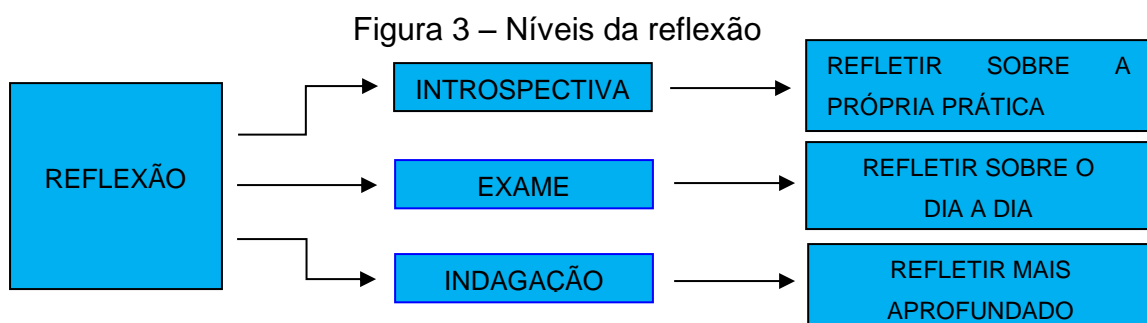 Figura 3 – Níveis da reflexão
REFLEXÃO
INTROSPECTIVA
REFLETIR SOBRE A
PRÓPRIA PRÁTICA
EXAME
REFLETIR SOBRE O
DIA A DIA
INDAGAÇÃO
REFLETIR MAIS
APROFUNDADO